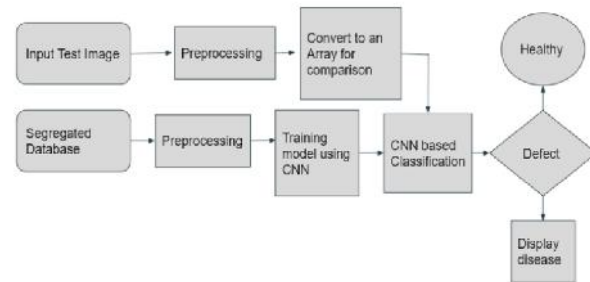 Input Test Image
Preprocessing
Convert to an
Array for
comparison
Healthy
Segregated
Database
Preprocessing
Training
model using
CNN
CNN based
Classification
Defect
Display
disease